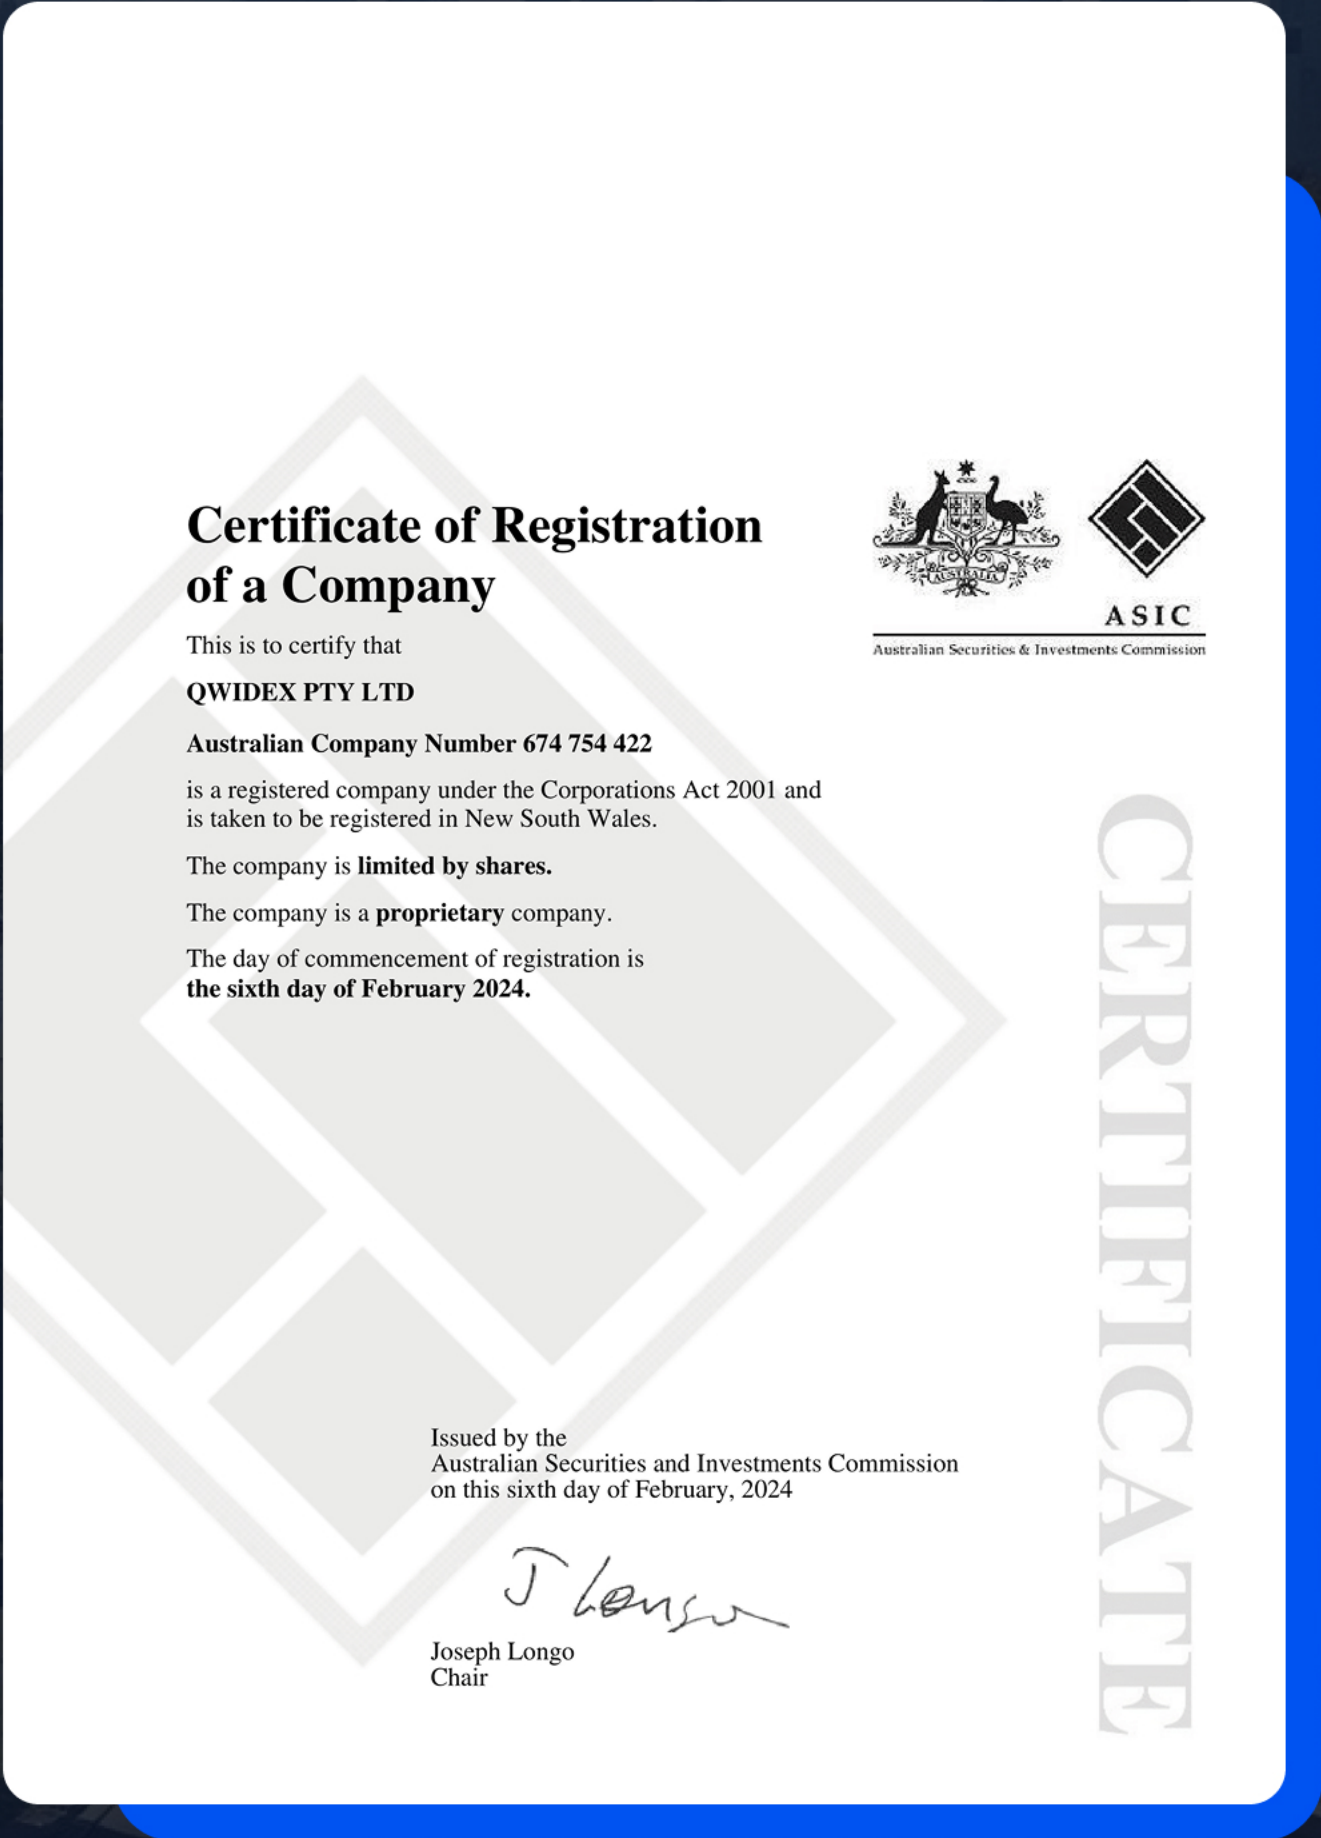 Certificate of Registration
of a Company
This is to certify that
QWIDEX PTY LTD
Australian Company Number 674 754 422
is a registered company under the Corporations Act 2001 and
is taken to be registered in New South Wales.
The company is limited by shares.
The company is a proprietary company.
The day of commencement of registration is
the sixth day of February 2024.
AUSTRALIA
ASIC
Australian Securities & Investments Commission
CERTIFICATE
Issued by the
Australian Securities and Investments Commission
on this sixth day of February, 2024
J Longo
Joseph Longo
Chair